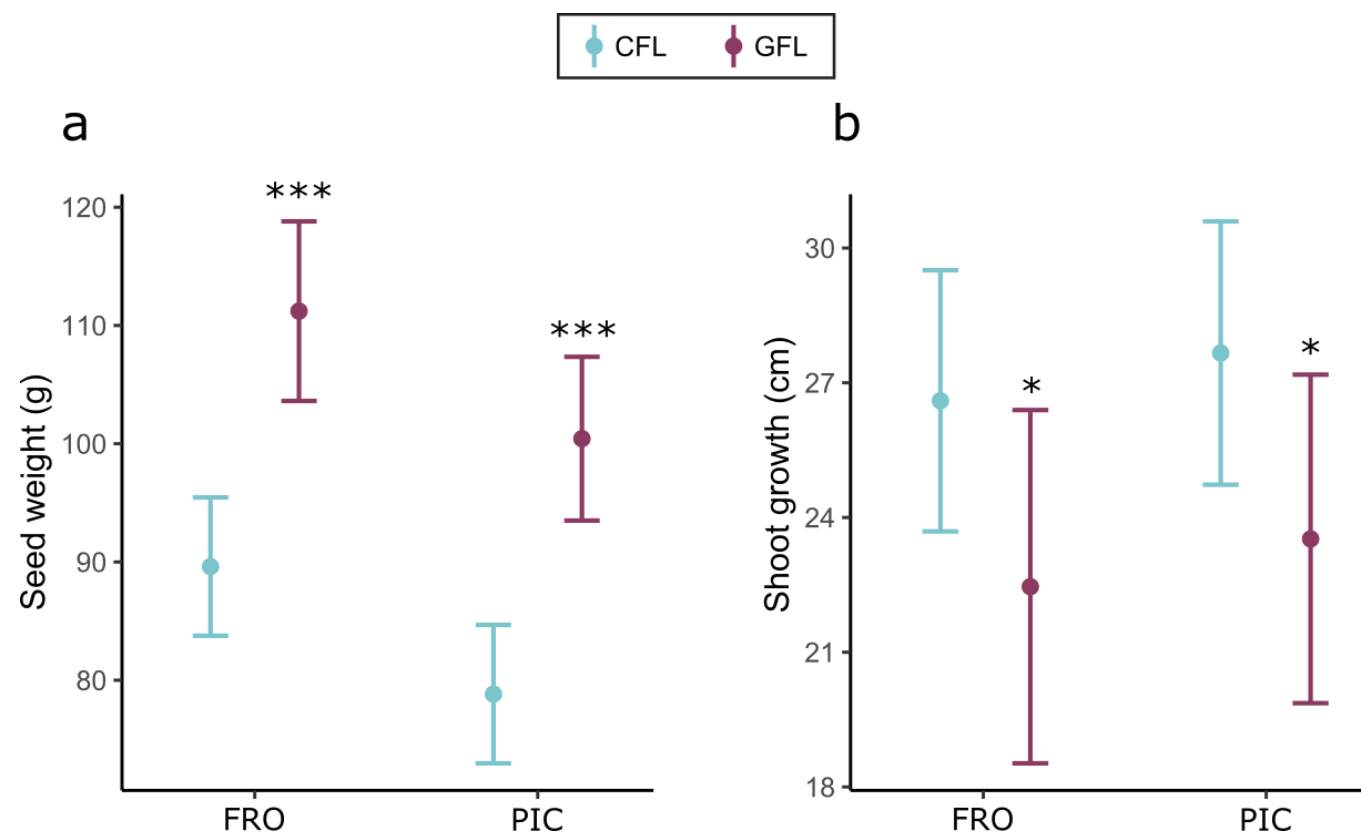 CFL GFL
a
b
***
***
*
*
Seed weight (g)
120
110
100
90
80
FRO PIC
Shoot growth (cm)
30
27
24
21
18
FRO PIC